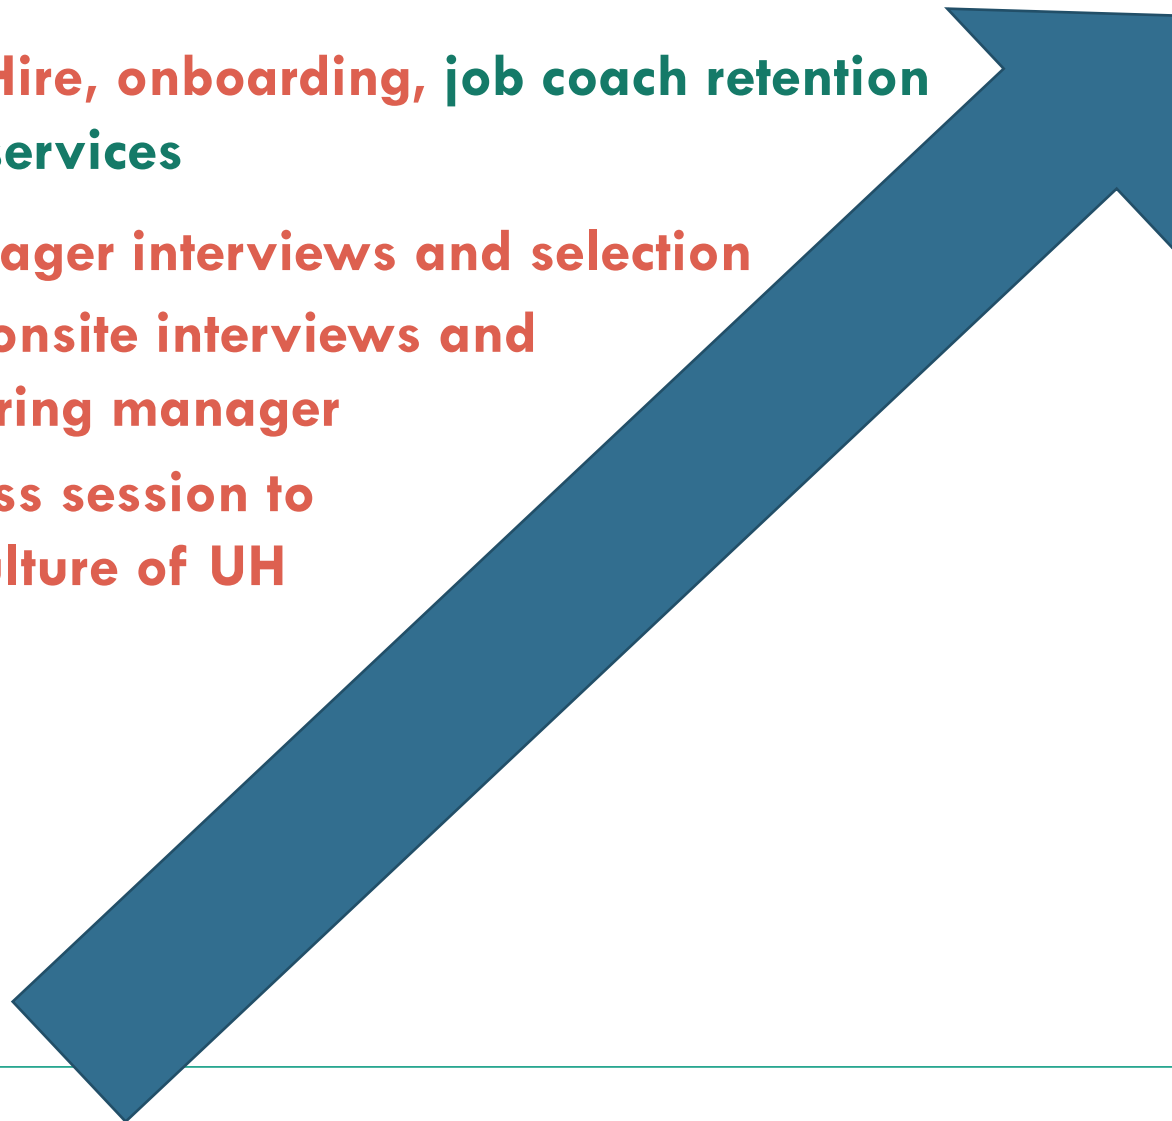 Hire, onboarding, job coach retention
services
ager interviews and selection
onsite interviews and
ring manager
ss session to
ulture of UH